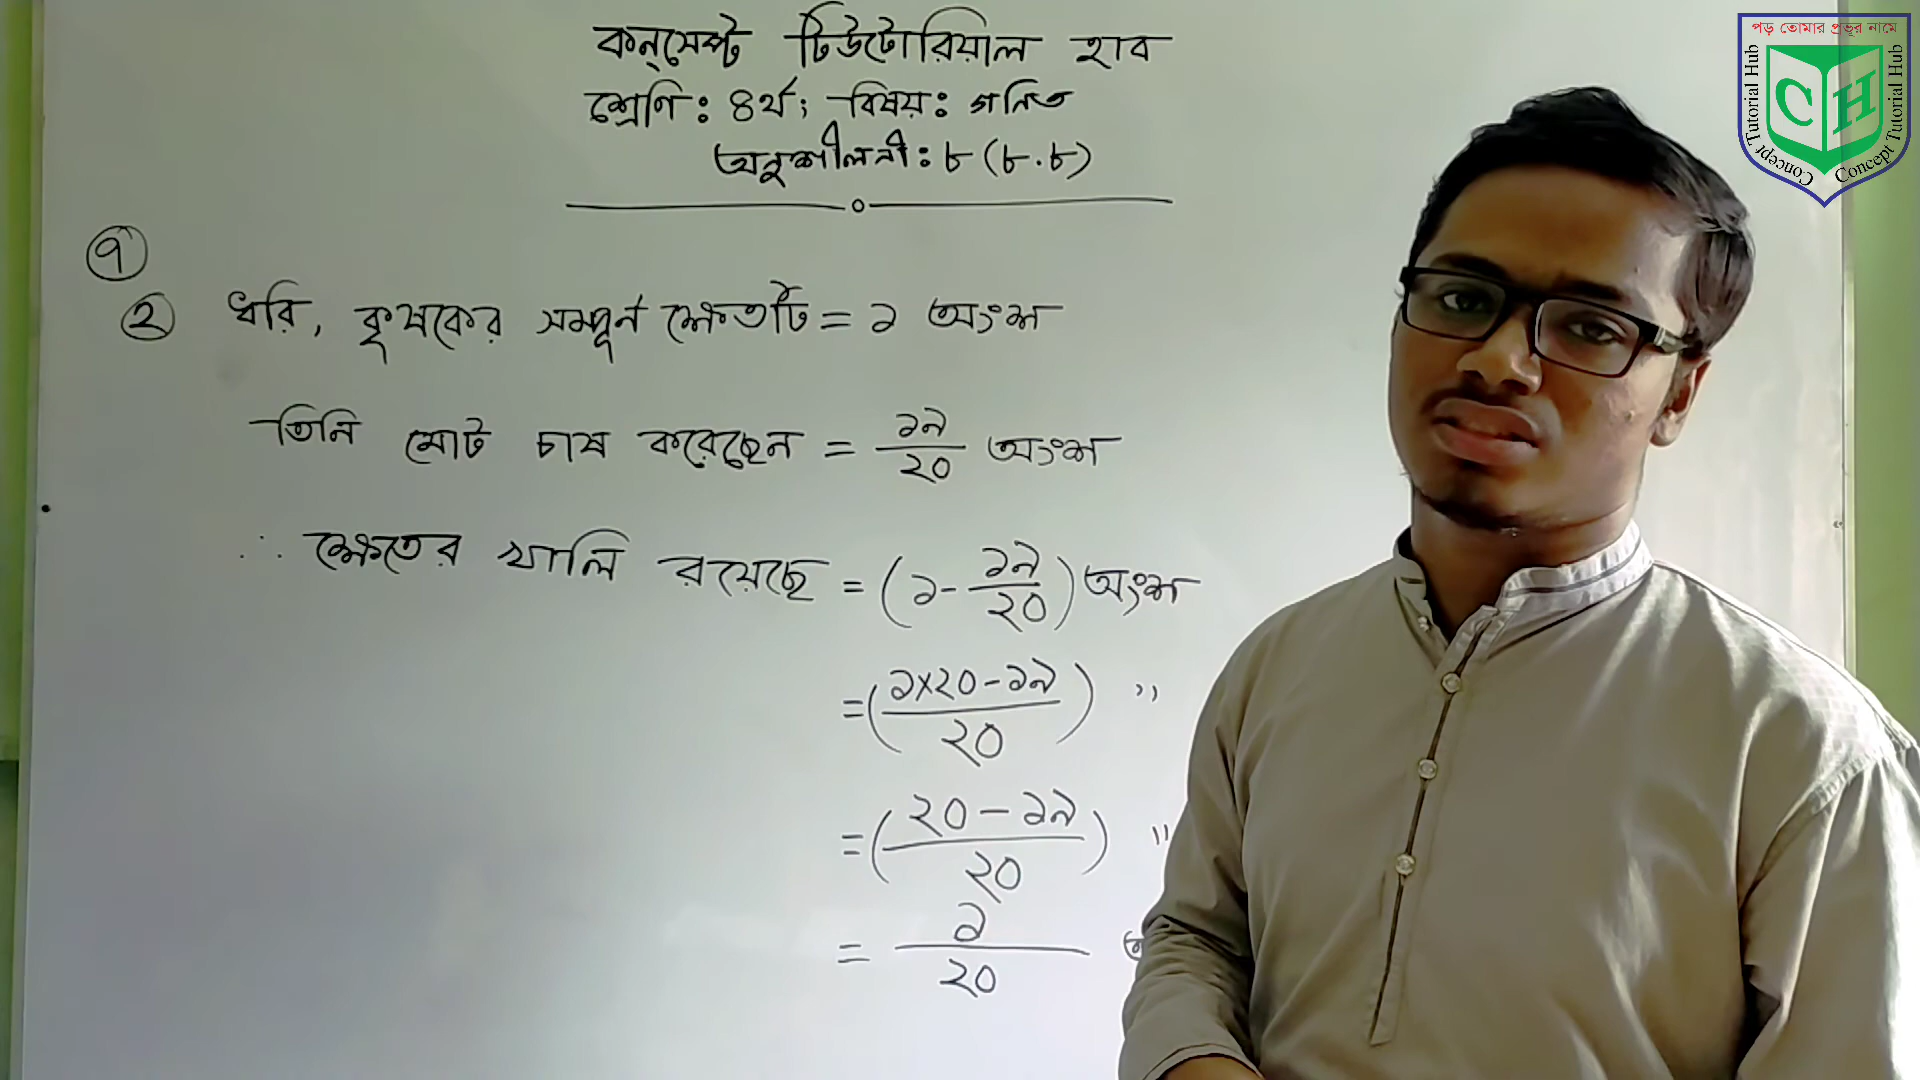 কন্সেপ্ট টিউটোরিয়াল হাব
শ্রেণি: ৪র্থ; বিষয়: গনিত
অনুশীলনী: ৮ (৮.৮)
৭
২ ধরি, কৃষকের সম্পূর্ন ক্ষেতটি = ১ অংশ
তিনি মোট চাষ করেছেন = ১৯/২০ অংশ
∴ ক্ষেতের খালি রয়েছে = (১ - ১৯/২০) অংশ
= (১×২০-১৯/২০) "
= (২০-১৯/২০) "
= ১/২০
পড় তোমার প্রভূর নামে
CH
Concept Tutorial Hub
Concept Tutorial Hub